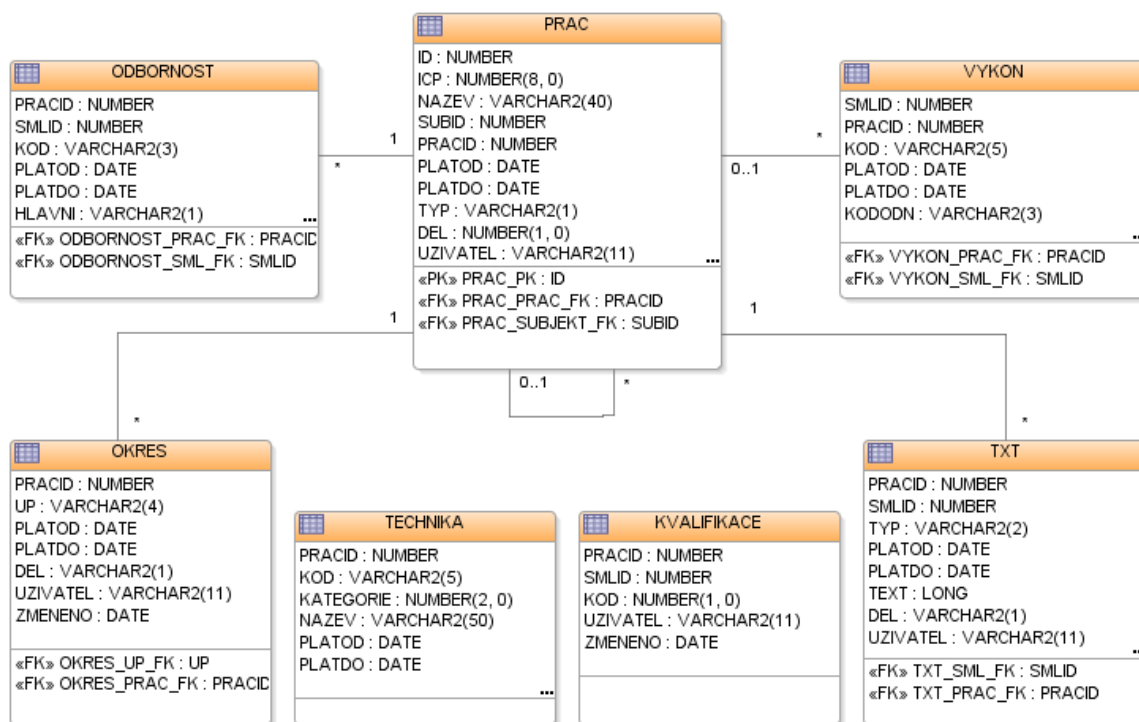 PRAC
ID : NUMBER
ICP : NUMBER(8, 0)
NAZEV : VARCHAR2(40)
SUBID : NUMBER
PRACID : NUMBER
PLATOD : DATE
PLATDO : DATE
TYP : VARCHAR2(1)
DEL : NUMBER(1, 0)
UZIVATEL : VARCHAR2(11)
...
«PK» PRAC_PK : ID
«FK» PRAC_PRAC_FK : PRACID
«FK» PRAC_SUBJEKT_FK : SUBID
ODBORNOST
PRACID : NUMBER
SMLID : NUMBER
KOD : VARCHAR2(3)
PLATOD : DATE
PLATDO : DATE
HLAVNI : VARCHAR2(1)
...
«FK» ODBORNOST_PRAC_FK : PRACID
«FK» ODBORNOST_SML_FK : SMLID
1
*
VYKON
SMLID : NUMBER
PRACID : NUMBER
KOD : VARCHAR2(5)
PLATOD : DATE
PLATDO : DATE
KODODN : VARCHAR2(3)
...
«FK» VYKON_PRAC_FK : PRACID
«FK» VYKON_SML_FK : SMLID
*
0..1
1
*
1
*
0..1
*
OKRES
PRACID : NUMBER
UP : VARCHAR2(4)
PLATOD : DATE
PLATDO : DATE
DEL : VARCHAR2(1)
UZIVATEL : VARCHAR2(11)
ZMENENO : DATE
«FK» OKRES_UP_FK : UP
«FK» OKRES_PRAC_FK : PRACID
TECHNIKA
PRACID : NUMBER
KOD : VARCHAR2(5)
KATEGORIE : NUMBER(2, 0)
NAZEV : VARCHAR2(50)
PLATOD : DATE
PLATDO : DATE
...
KVALIFIKACE
PRACID : NUMBER
SMLID : NUMBER
KOD : NUMBER(1, 0)
UZIVATEL : VARCHAR2(11)
ZMENENO : DATE
TXT
PRACID : NUMBER
SMLID : NUMBER
TYP : VARCHAR2(2)
PLATOD : DATE
PLATDO : DATE
TEXT : LONG
DEL : VARCHAR2(1)
UZIVATEL : VARCHAR2(11)
...
«FK» TXT_SML_FK : SMLID
«FK» TXT_PRAC_FK : PRACID